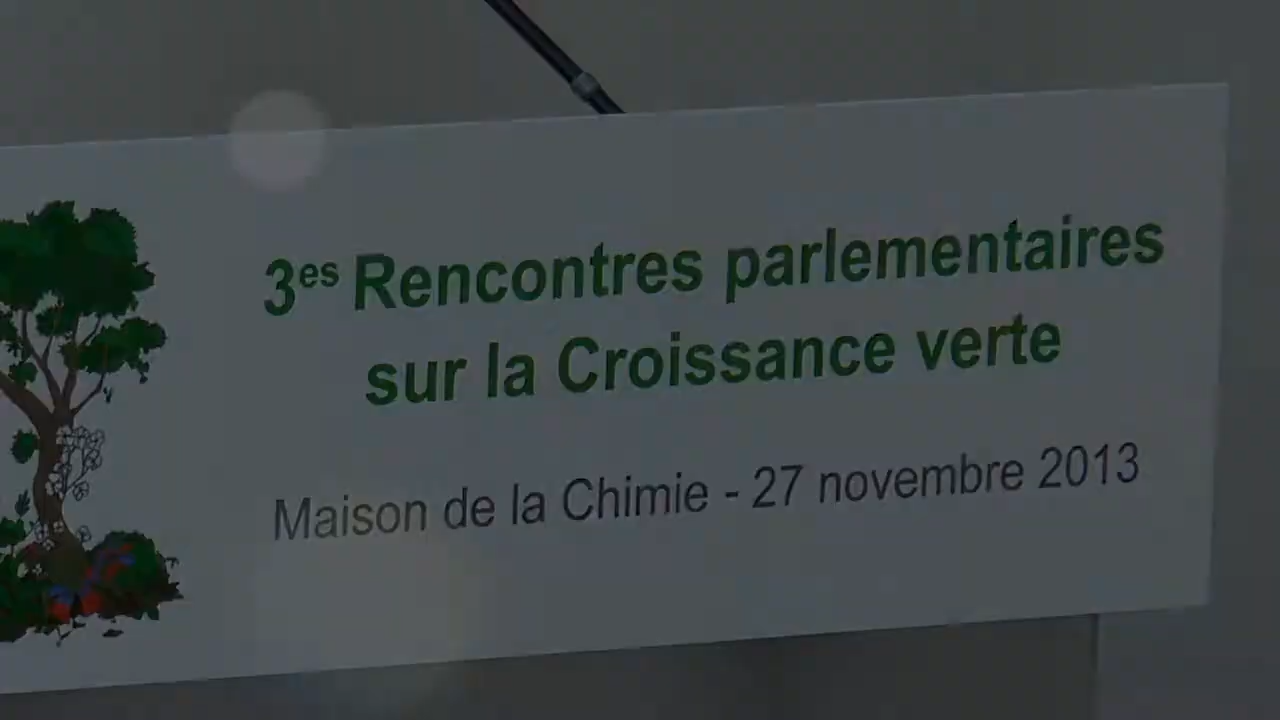 3es Rencontres parlementaires
sur la Croissance verte
Maison de la Chimie - 27 novembre 2013